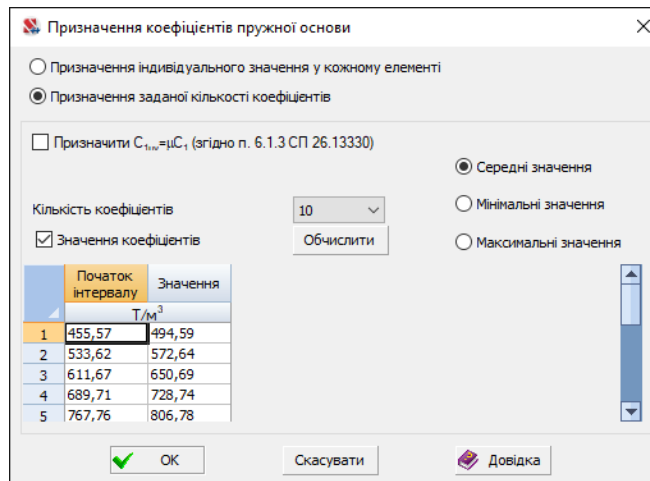 Призначення коефіцієнтів пружної основи
Призначення індивідуального значення у кожному елементі
Призначення заданої кількості коефіцієнтів
Призначити C₁ₙᵥ=μC₁ (згідно п. 6.1.3 СП 26.13330)
Середні значення
Кількість коефіцієнтів 10
Мінімальні значення
Значення коефіцієнтів Обчислити
Максимальні значення
Початок інтервалу Значення
Т/м³
1 455,57 494,59
2 533,62 572,64
3 611,67 650,69
4 689,71 728,74
5 767,76 806,78
OK Скасувати Довідка